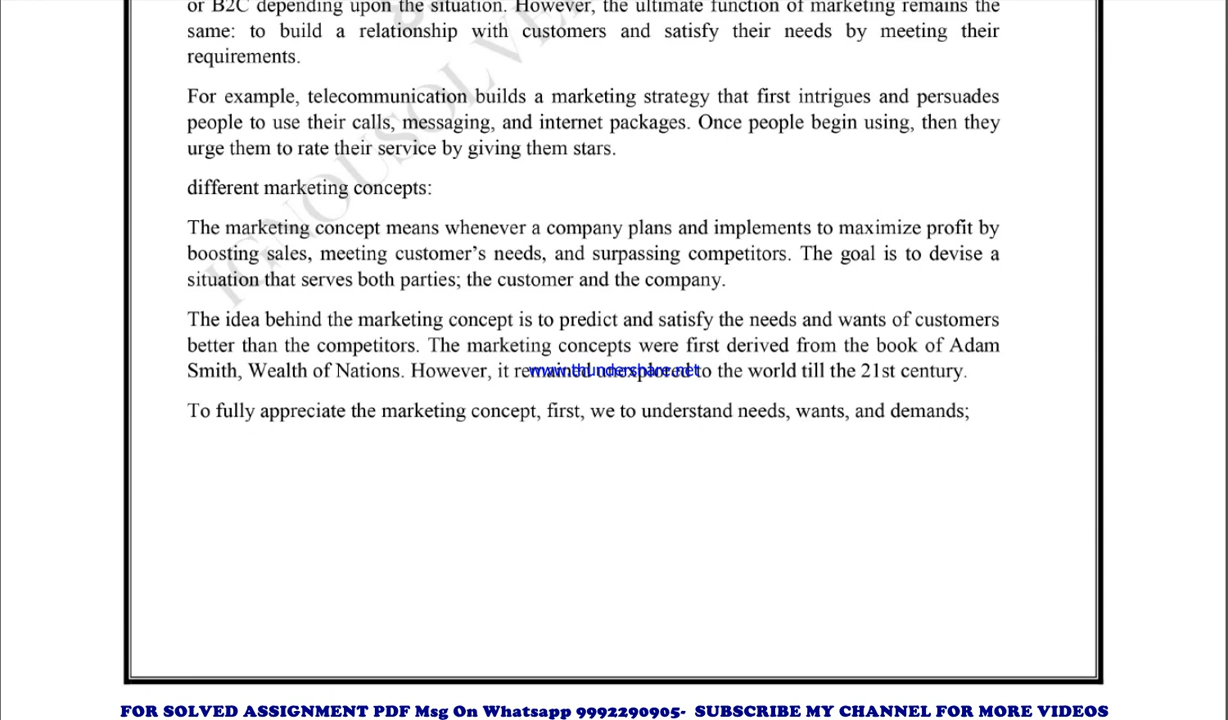 or B2C depending upon the situation. However, the ultimate function of marketing remains the
same: to build a relationship with customers and satisfy their needs by meeting their
requirements.
For example, telecommunication builds a marketing strategy that first intrigues and persuades
people to use their calls, messaging, and internet packages. Once people begin using, then they
urge them to rate their service by giving them stars.
different marketing concepts:
The marketing concept means whenever a company plans and implements to maximize profit by
boosting sales, meeting customer's needs, and surpassing competitors. The goal is to devise a
situation that serves both parties; the customer and the company.
The idea behind the marketing concept is to predict and satisfy the needs and wants of customers
better than the competitors. The marketing concepts were first derived from the book of Adam
Smith, Wealth of Nations. However, it to the world till the 21st century.
To fully appreciate the marketing concept, first, we to understand needs, wants, and demands;
FOR SOLVED ASSIGNMENT PDF Msg On Whatsapp 9992290905- SUBSCRIBE MY CHANNEL FOR MORE VIDEOS